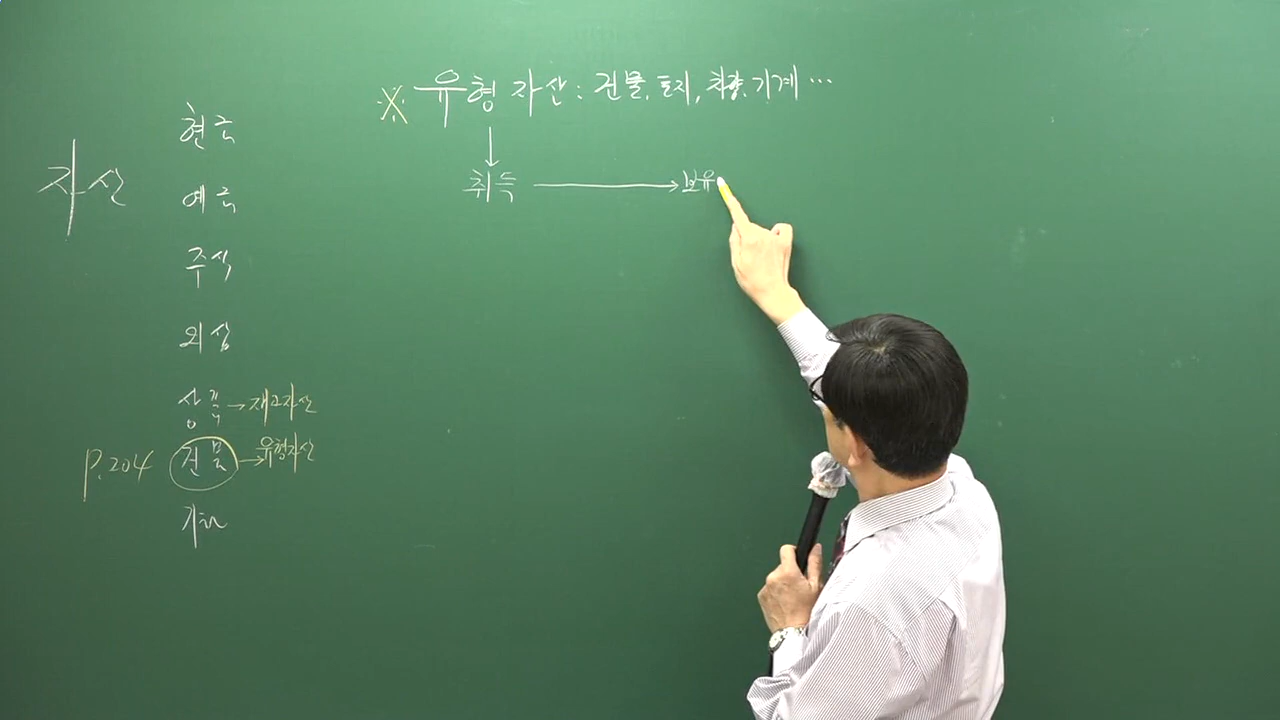 ※ 유형자산 : 건물, 토지, 차량, 기계 …
취득 → 보유
자산
현금
예금
주식
외상
상품 → 재고자산
P.204 건물 → 유형자산
기타